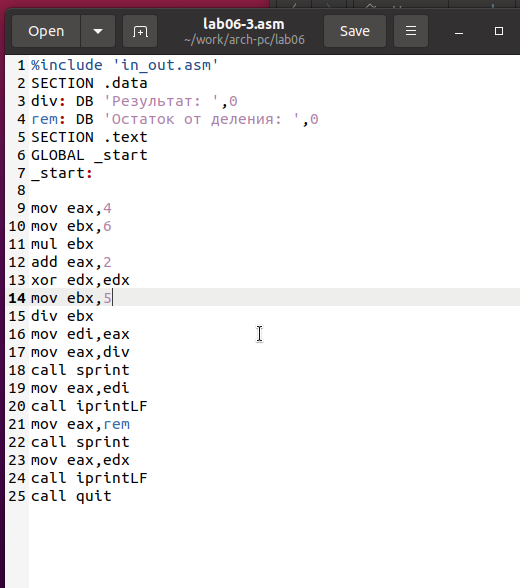 Open
lab06-3.asm
~/work/arch-pc/lab06
Save
1 %include 'in_out.asm'
2 SECTION .data
3 div: DB 'Результат: ',0
4 rem: DB 'Остаток от деления: ',0
5 SECTION .text
6 GLOBAL _start
7 _start:
8
9 mov eax,4
10 mov ebx,6
11 mul ebx
12 add eax,2
13 xor edx,edx
14 mov ebx,5
15 div ebx
16 mov edi,eax
17 mov eax,div
18 call sprint
19 mov eax,edi
20 call iprintLF
21 mov eax,rem
22 call sprint
23 mov eax,edx
24 call iprintLF
25 call quit